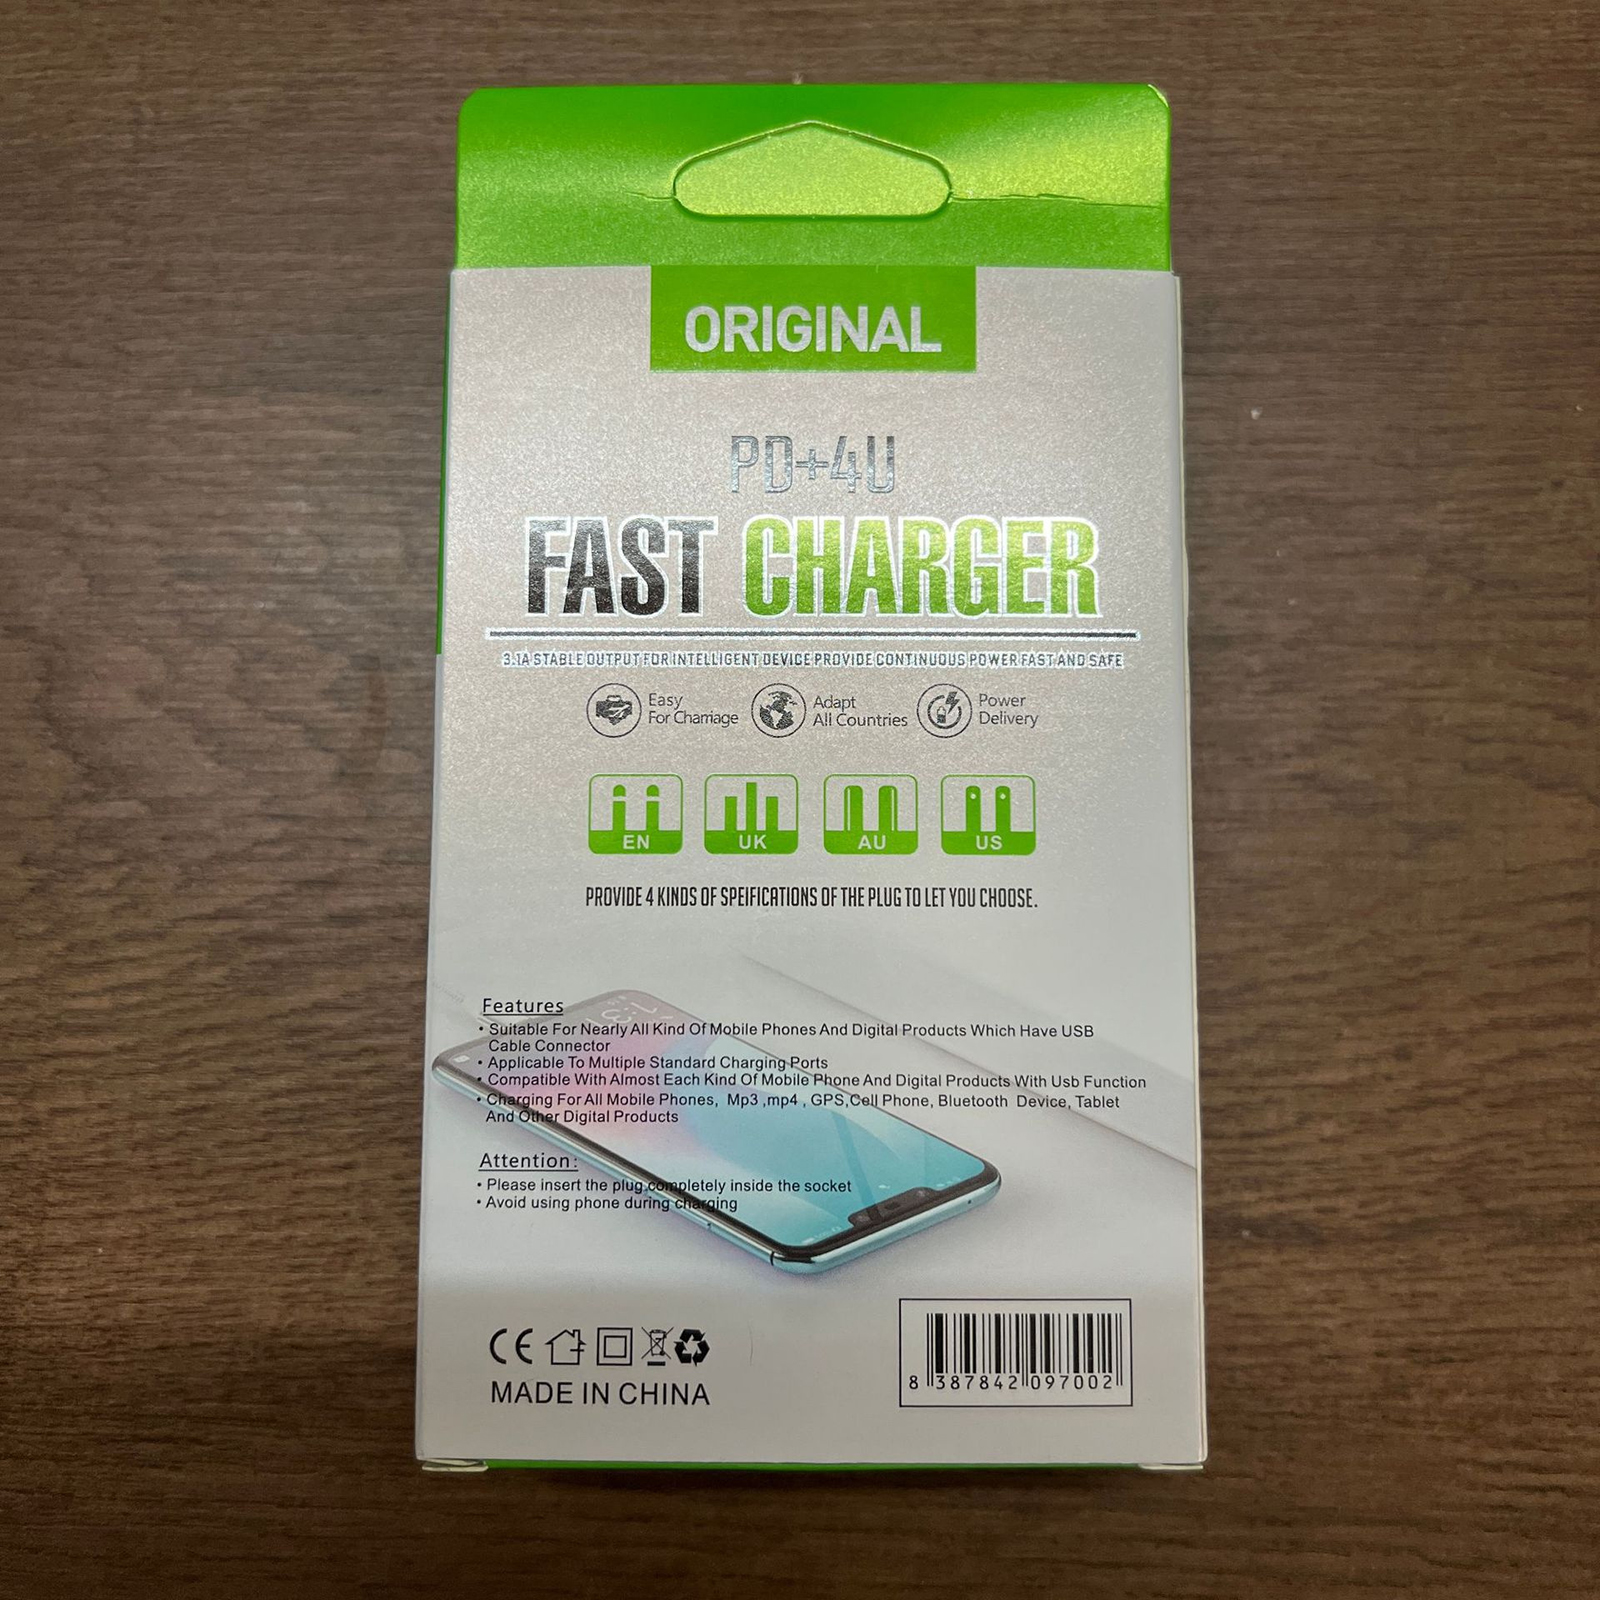 ORIGINAL
PD+4U
FAST CHARGER
3.1A STABLE OUTPUT FOR INTELLIGENT DEVICE PROVIDE CONTINUOUS POWER FAST AND SAFE
Easy
For Charriage
Adapt
All Countries
Power
Delivery
EN
UK
AU
US
PROVIDE 4 KINDS OF SPEIFICATIONS OF THE PLUG TO LET YOU CHOOSE.
Features
• Suitable For Nearly All Kind Of Mobile Phones And Digital Products Which Have USB
Cable Connector
• Applicable To Multiple Standard Charging Ports
• Compatible With Almost Each Kind Of Mobile Phone And Digital Products With Usb Function
• Charging For All Mobile Phones, Mp3 ,mp4 , GPS,Cell Phone, Bluetooth Device, Tablet
And Other Digital Products
Attention:
• Please insert the plug completely inside the socket
• Avoid using phone during charging
CE
MADE IN CHINA
8 387842 097002